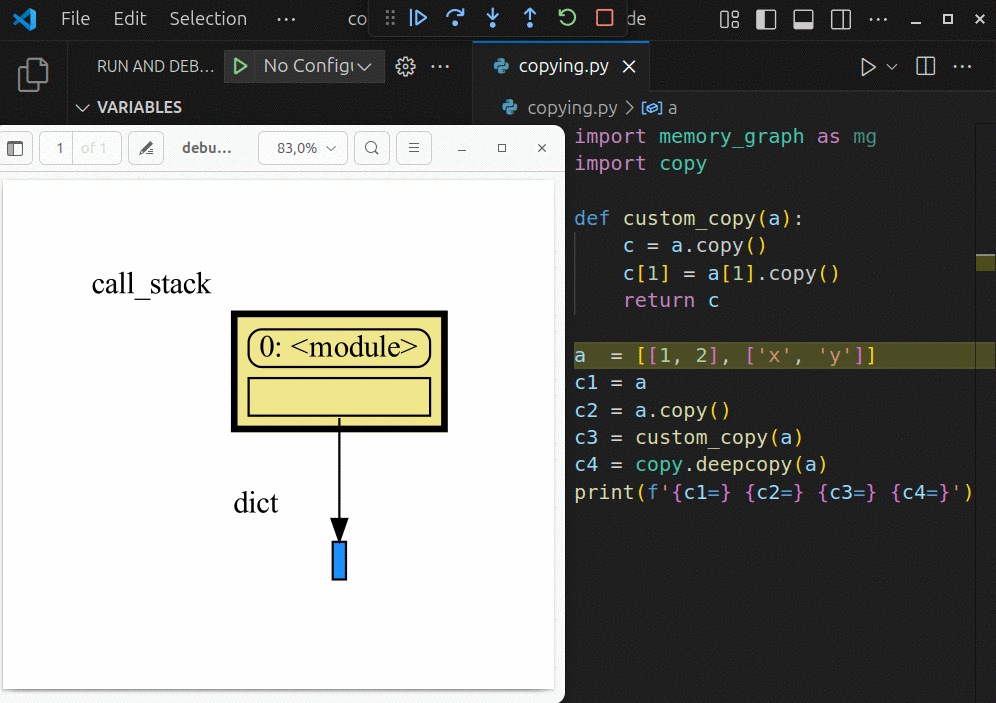 File Edit Selection ··· co de
RUN AND DEB... No Config
VARIABLES
copying.py
copying.py > a
1 of 1 debu... 83,0%
call_stack
0: <module>
dict
import memory_graph as mg
import copy
def custom_copy(a):
    c = a.copy()
    c[1] = a[1].copy()
    return c
a  = [[1, 2], ['x', 'y']]
c1 = a
c2 = a.copy()
c3 = custom_copy(a)
c4 = copy.deepcopy(a)
print(f'{c1=} {c2=} {c3=} {c4=}')